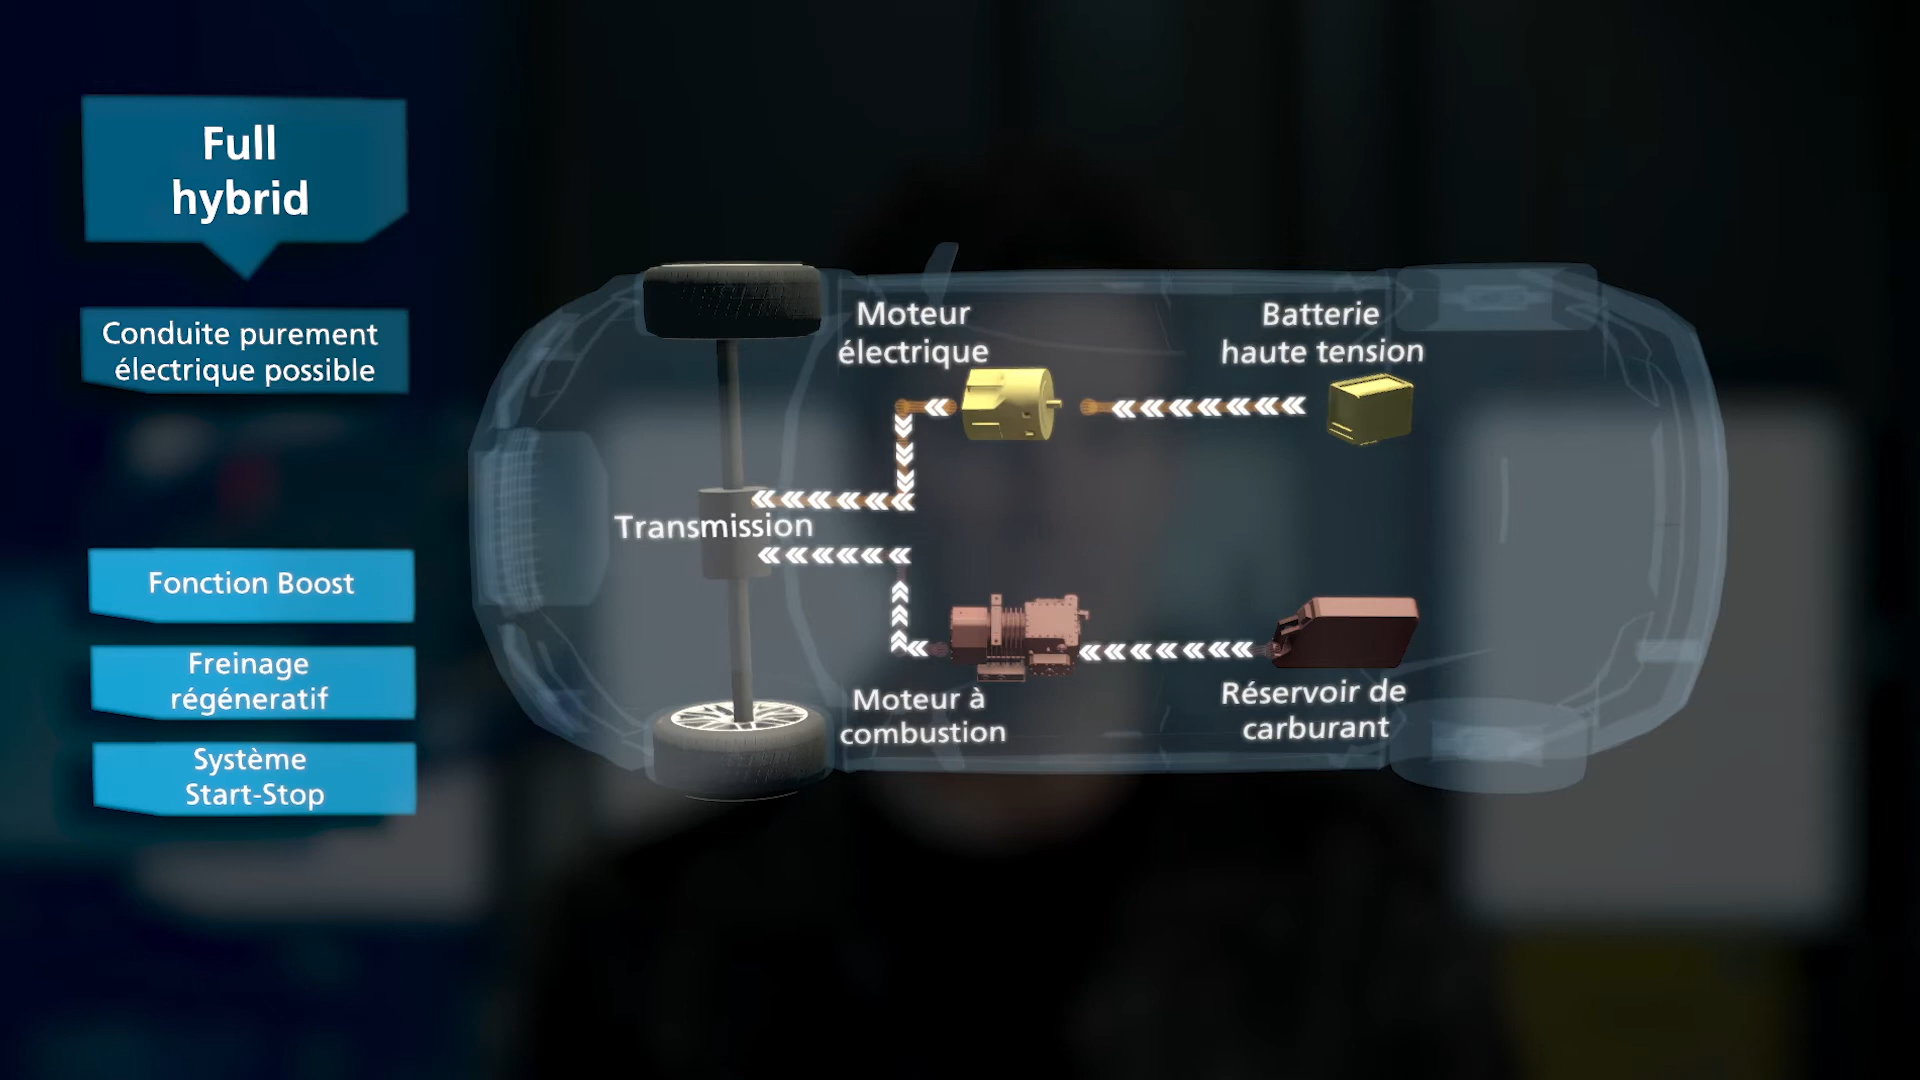 Full
hybrid
Conduite purement
électrique possible
Fonction Boost
Freinage
régéneratif
Système
Start-Stop
Moteur
électrique
Batterie
haute tension
Transmission
Moteur à
combustion
Réservoir de
carburant